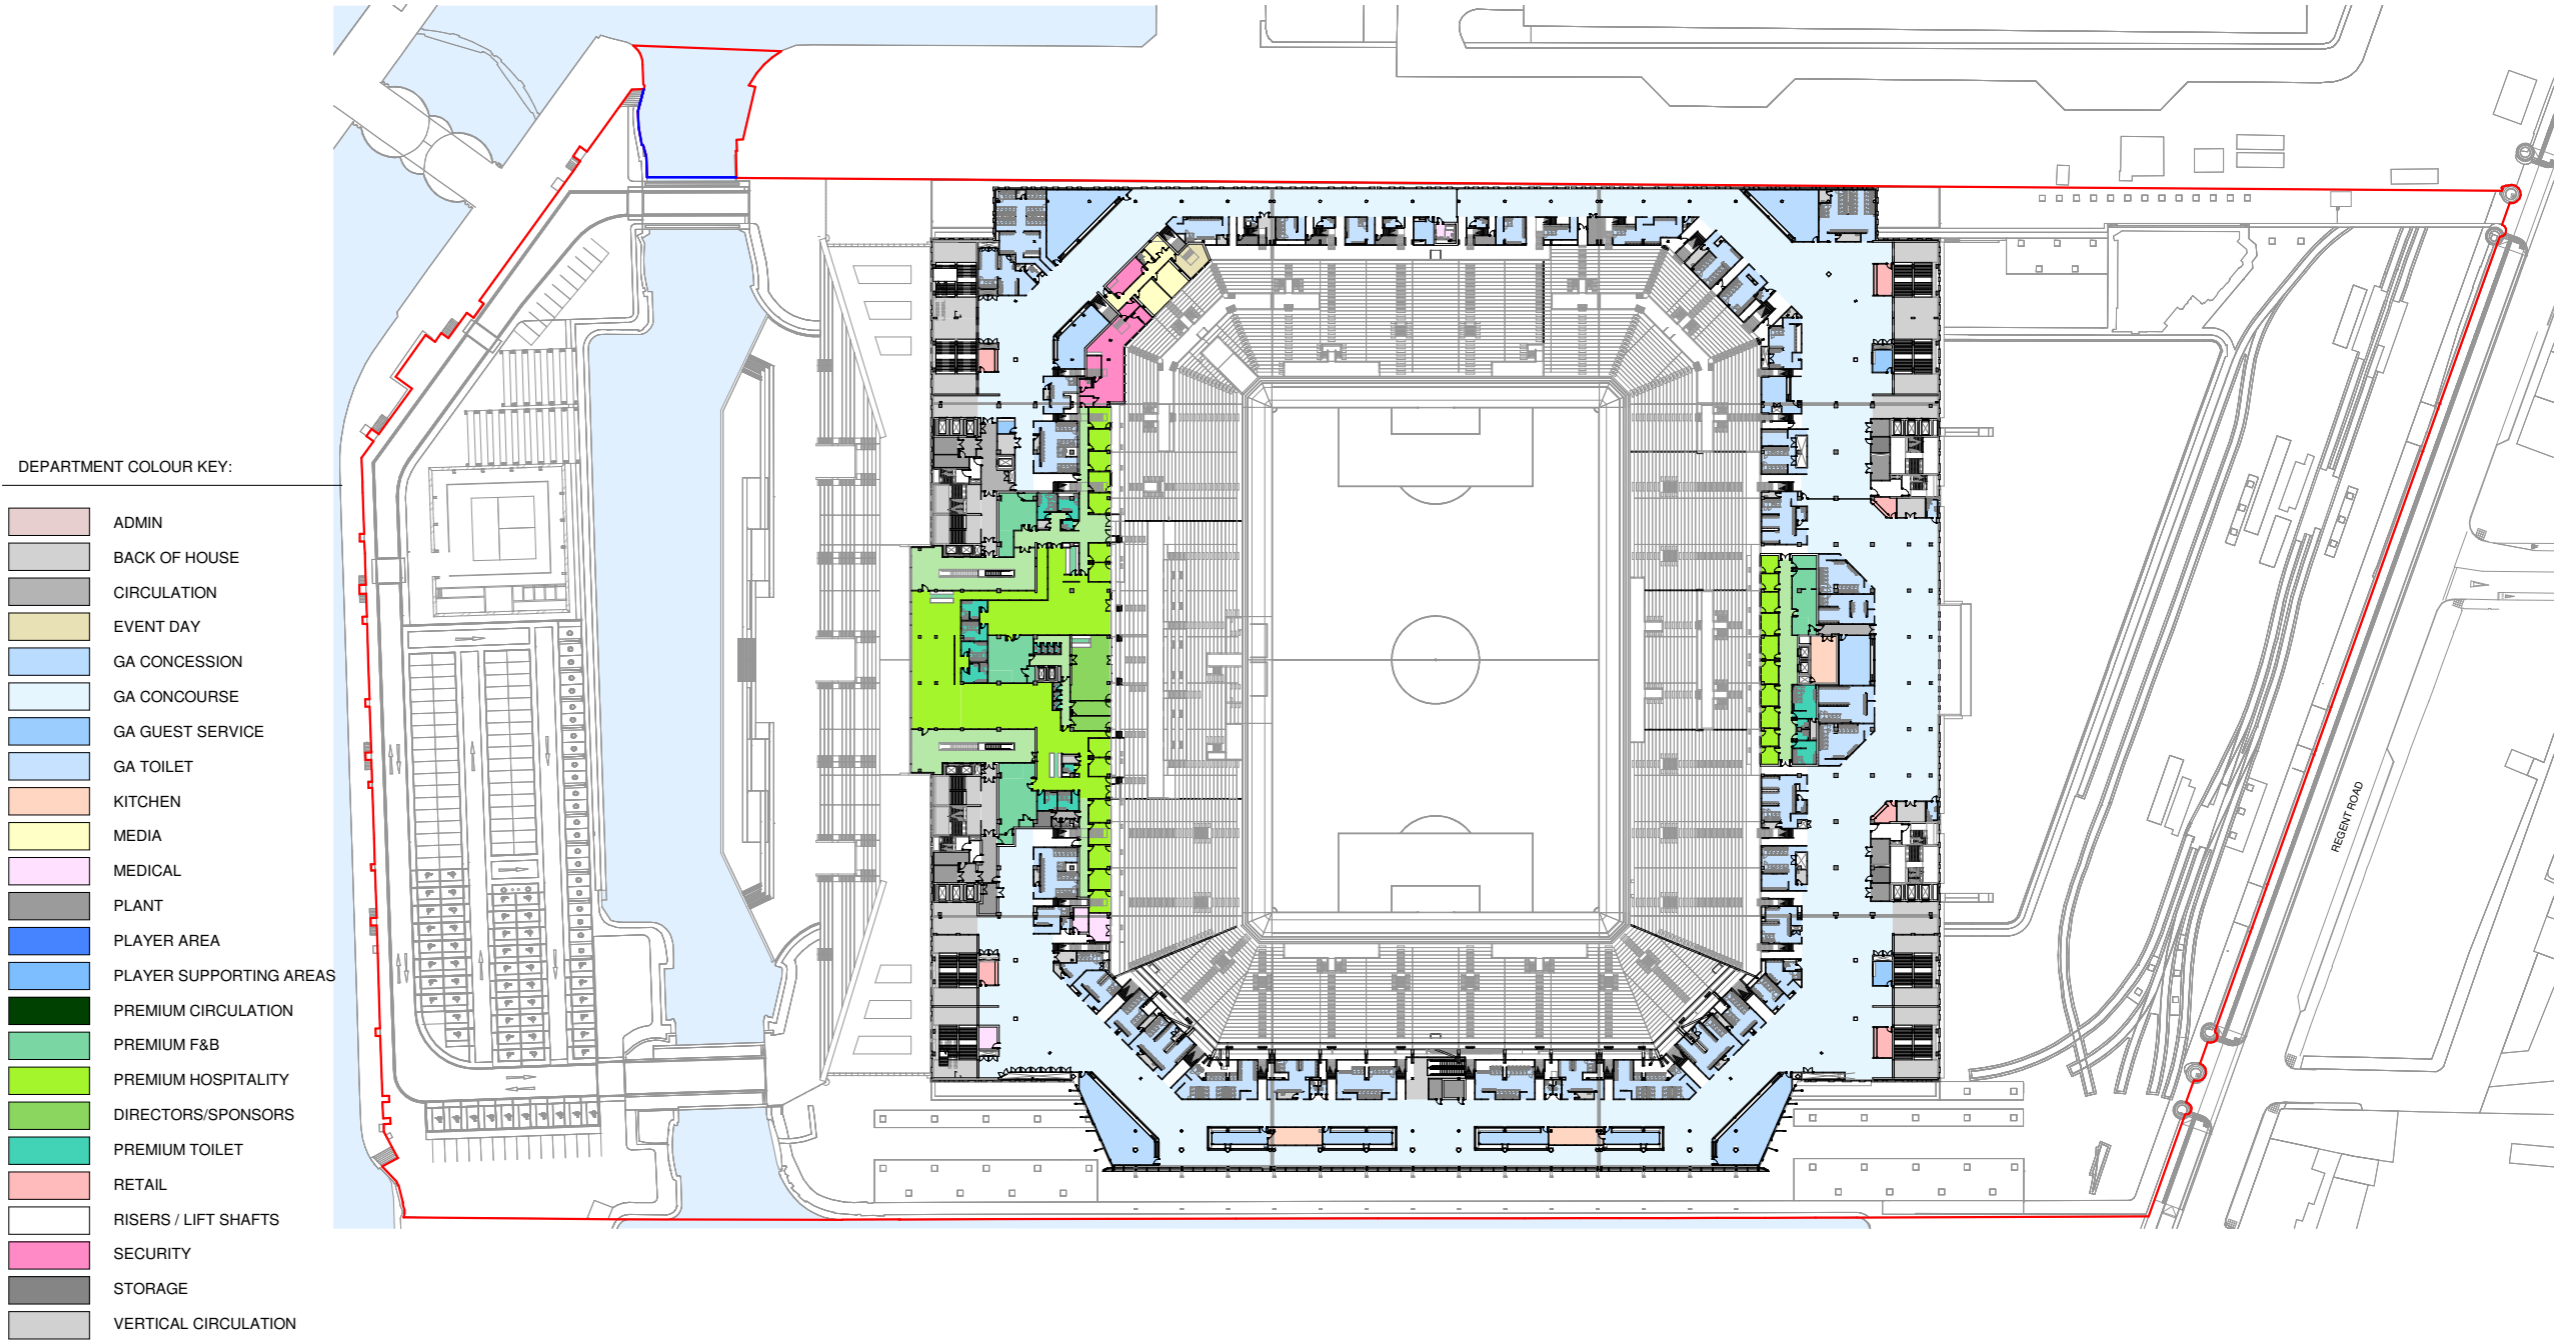 DEPARTMENT COLOUR KEY:
ADMIN
BACK OF HOUSE
CIRCULATION
EVENT DAY
GA CONCESSION
GA CONCOURSE
GA GUEST SERVICE
GA TOILET
KITCHEN
MEDIA
MEDICAL
PLANT
PLAYER AREA
PLAYER SUPPORTING AREAS
PREMIUM CIRCULATION
PREMIUM F&B
PREMIUM HOSPITALITY
DIRECTORS/SPONSORS
PREMIUM TOILET
RETAIL
RISERS / LIFT SHAFTS
SECURITY
STORAGE
VERTICAL CIRCULATION
REGENT ROAD